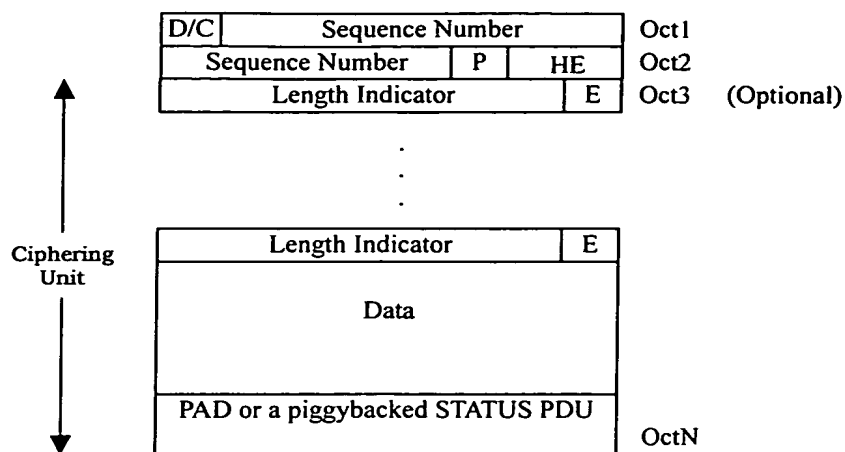 D/C Sequence Number Oct1
Sequence Number P HE Oct2
Length Indicator E Oct3 (Optional)
Length Indicator E
Ciphering
Unit
Data
PAD or a piggybacked STATUS PDU
OctN